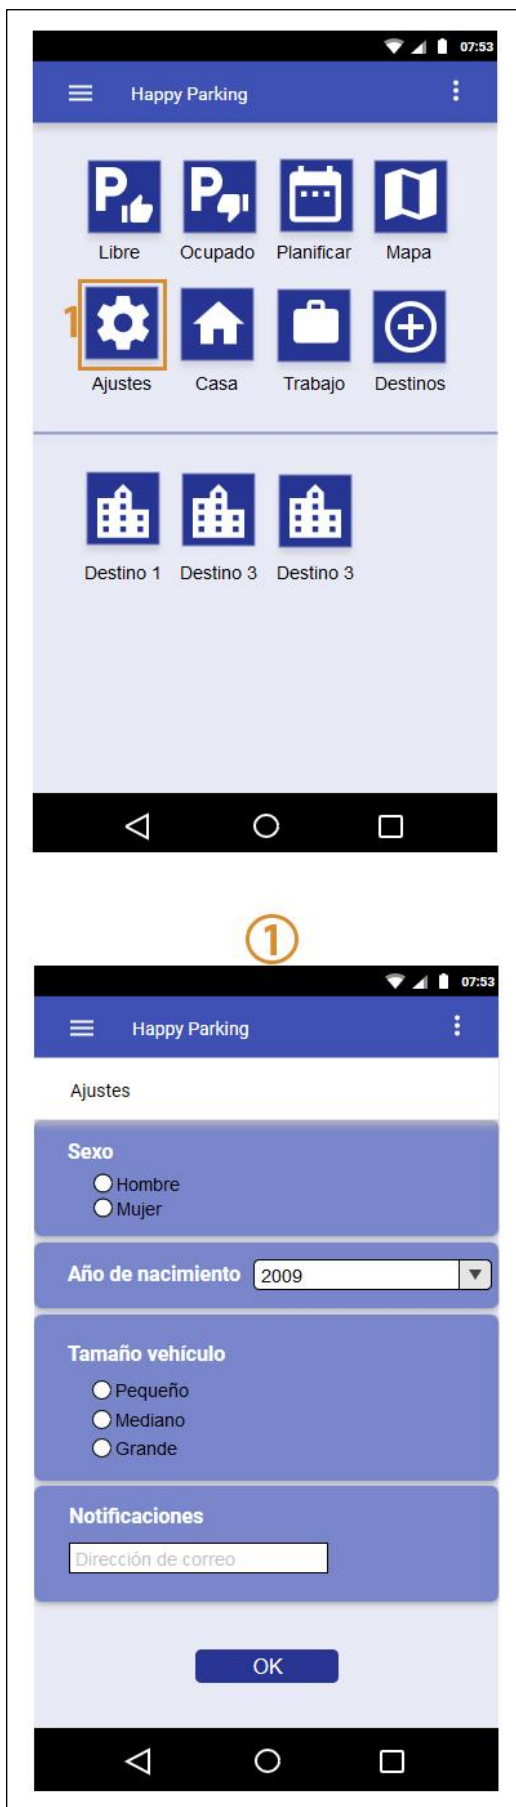 07:53
Happy Parking
P P
Libre Ocupado Planificar Mapa
1
Ajustes Casa Trabajo Destinos
Destino 1 Destino 3 Destino 3
1
07:53
Happy Parking
Ajustes
Sexo
Hombre
Mujer
Año de nacimiento 2009
Tamaño vehículo
Pequeño
Mediano
Grande
Notificaciones
Dirección de correo
OK